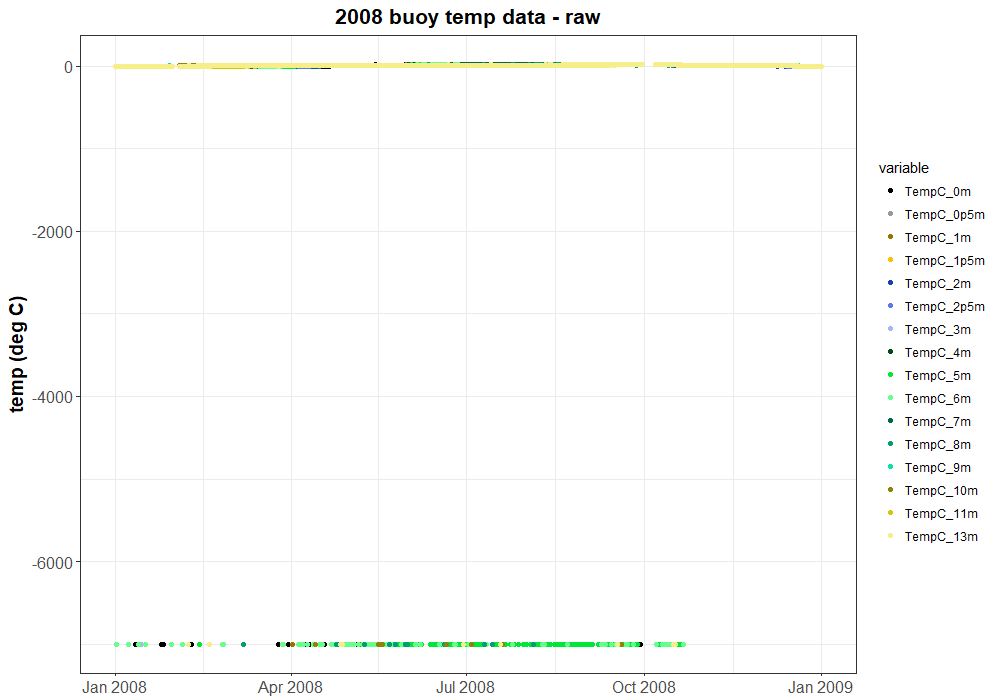 2008 buoy temp data - raw
temp (deg C)
0
-2000
-4000
-6000
Jan 2008
Apr 2008
Jul 2008
Oct 2008
Jan 2009
variable
TempC_0m
TempC_0p5m
TempC_1m
TempC_1p5m
TempC_2m
TempC_2p5m
TempC_3m
TempC_4m
TempC_5m
TempC_6m
TempC_7m
TempC_8m
TempC_9m
TempC_10m
TempC_11m
TempC_13m